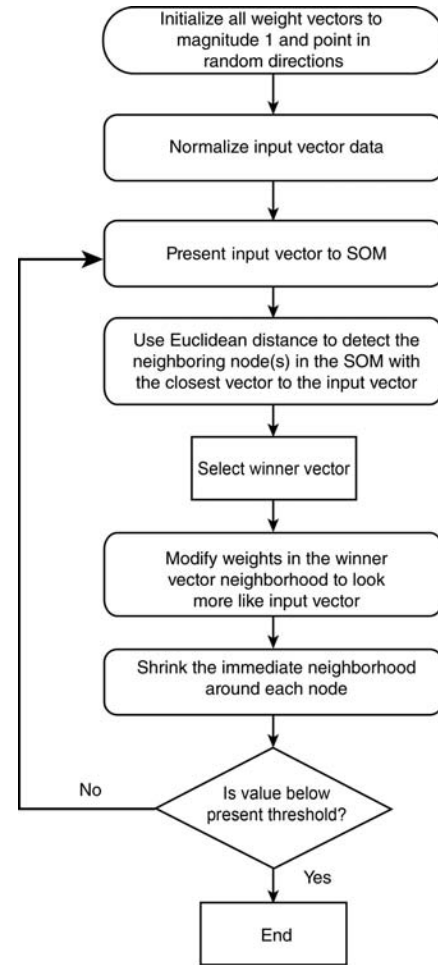 Initialize all weight vectors to
magnitude 1 and point in
random directions
Normalize input vector data
Present input vector to SOM
Use Euclidean distance to detect the
neighboring node(s) in the SOM with
the closest vector to the input vector
Select winner vector
Modify weights in the winner
vector neighborhood to look
more like input vector
Shrink the immediate neighborhood
around each node
No
Is value below
present threshold?
Yes
End